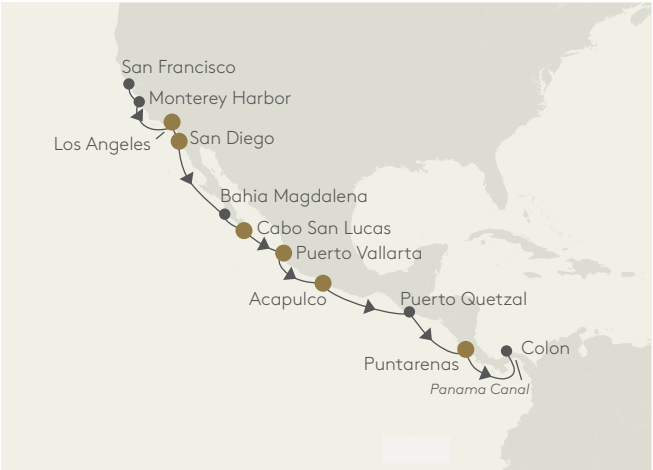 San Francisco
Monterey Harbor
Los Angeles
San Diego
Bahia Magdalena
Cabo San Lucas
Puerto Vallarta
Acapulco
Puerto Quetzal
Colon
Puntarenas
Panama Canal